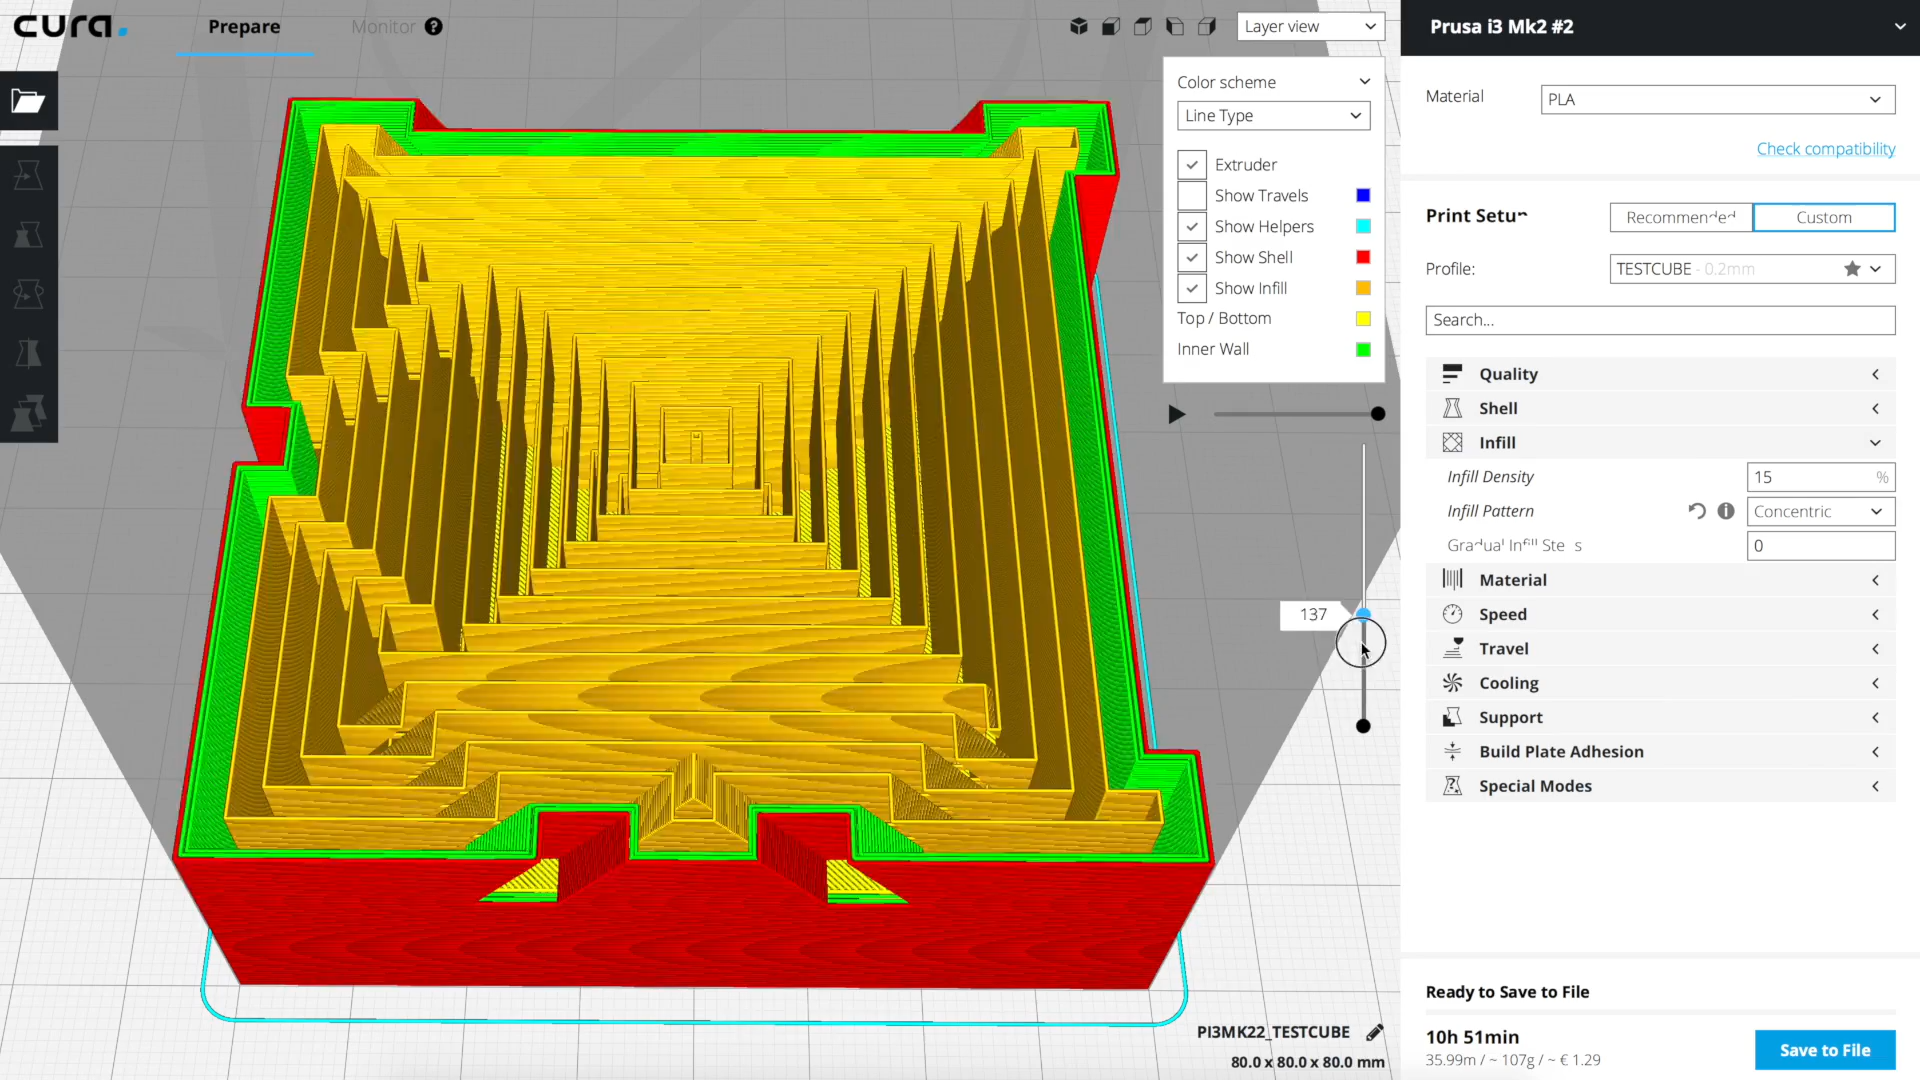 cura.
Prepare
Monitor ?
Layer view
Prusa i3 Mk2 #2
Color scheme
Line Type
Extruder
Show Travels
Show Helpers
Show Shell
Show Infill
Top / Bottom
Inner Wall
137
Material
PLA
Check compatibility
Print Setup
Recommended
Custom
Profile:
TESTCUBE - 0.2mm
Search...
Quality
Shell
Infill
Infill Density
15 %
Infill Pattern
Concentric
Gradual Infill Steps
0
Material
Speed
Travel
Cooling
Support
Build Plate Adhesion
Special Modes
PI3MK22_TESTCUBE
80.0 x 80.0 x 80.0 mm
Ready to Save to File
10h 51min
35.99m / ~ 107g / ~ € 1.29
Save to File